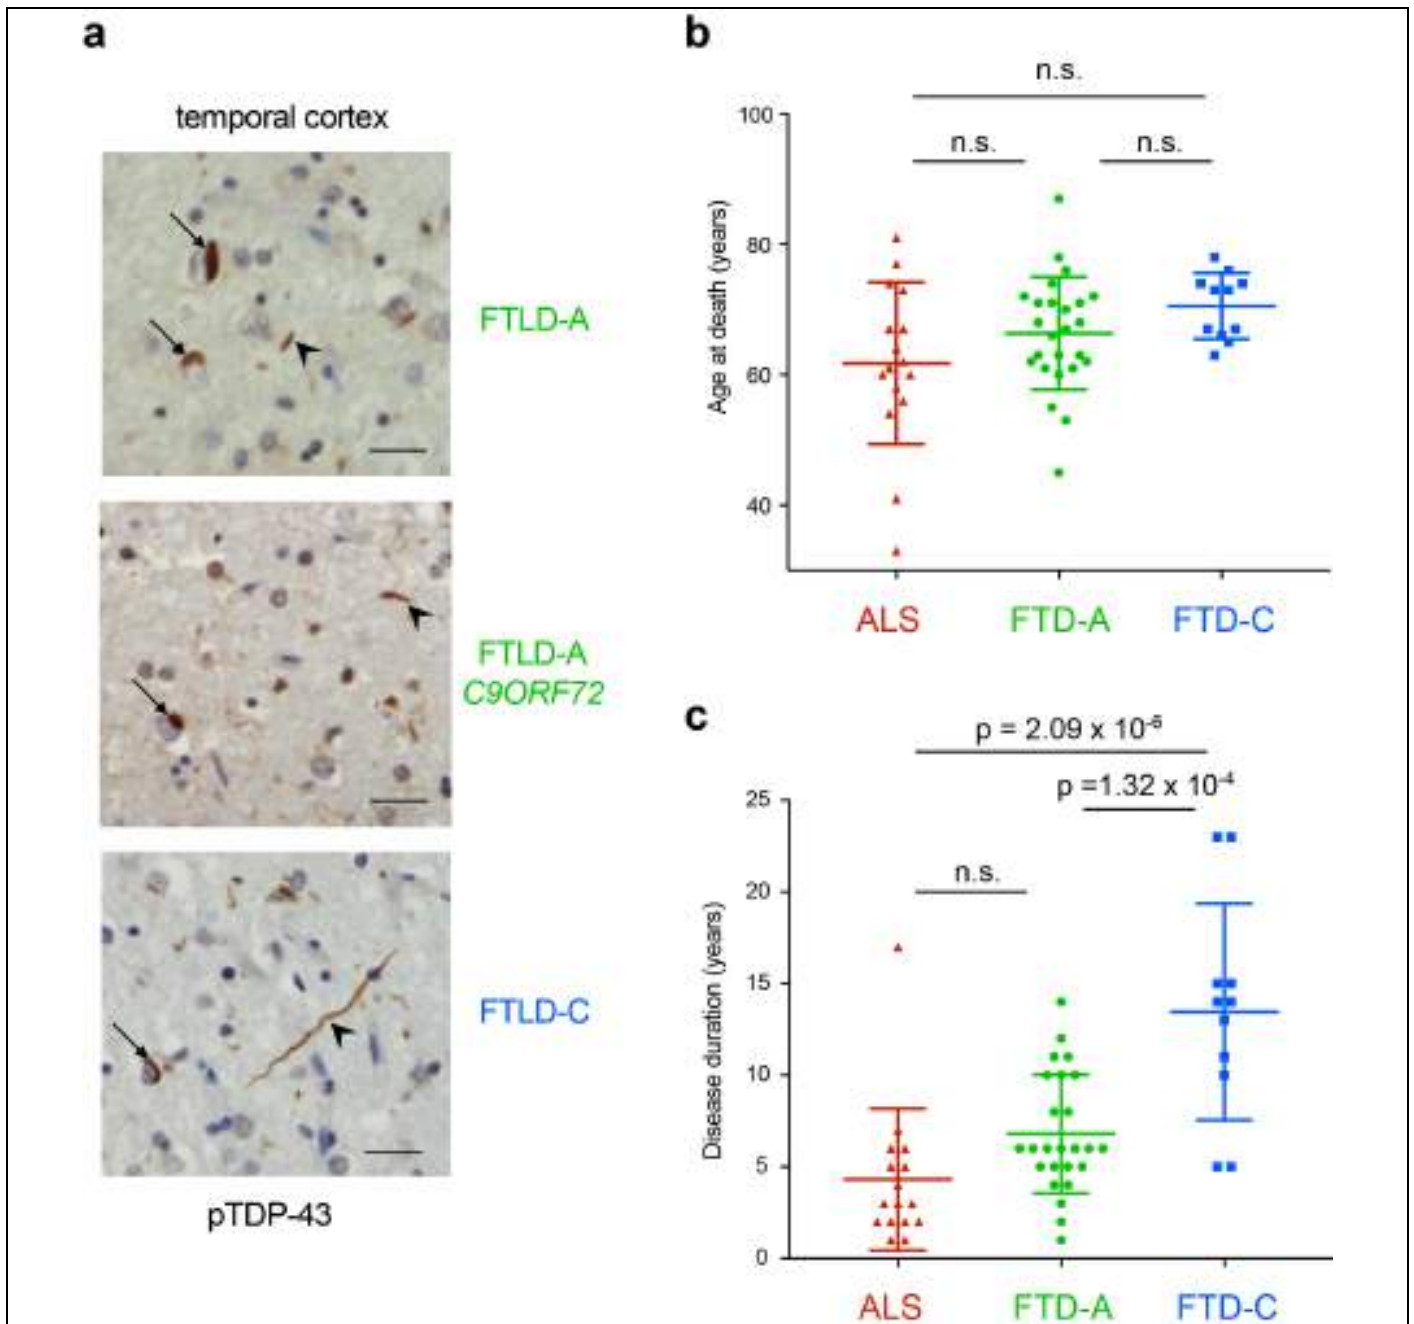 a
temporal cortex
FTLD-A
FTLD-A
C9ORF72
FTLD-C
pTDP-43
b
n.s.
n.s. n.s.
100
80
60
40
Age at death (years)
ALS FTD-A FTD-C
c
p = 2.09 x 10⁻⁶
p =1.32 x 10⁻⁴
n.s.
25
20
15
10
5
0
Disease duration (years)
ALS FTD-A FTD-C